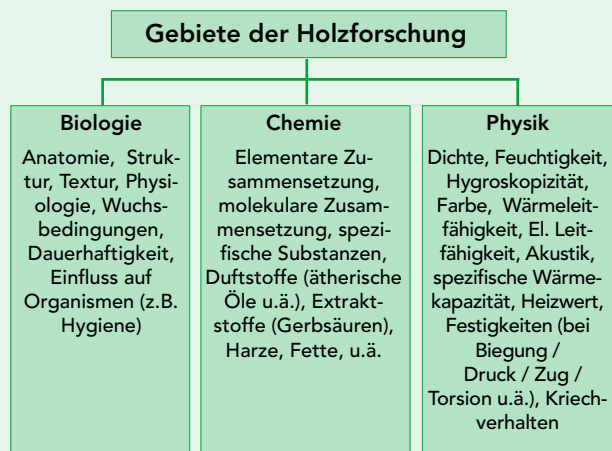 Gebiete der Holzforschung
Biologie
Anatomie, Struk-
tur, Textur, Physi-
ologie, Wuchs-
bedingungen,
Dauerhaftigkeit,
Einfluss auf
Organismen (z.B.
Hygiene)
Chemie
Elementare Zu-
sammensetzung,
molekulare Zusam-
mensetzung, spezi-
fische Substanzen,
Duftstoffe (ätherische
Öle u.ä.), Extrakt-
stoffe (Gerbsäuren),
Harze, Fette, u.ä.
Physik
Dichte, Feuchtigkeit,
Hygroskopizität,
Farbe, Wärmeleit-
fähigkeit, El. Leit-
fähigkeit, Akustik,
spezifische Wärme-
kapazität, Heizwert,
Festigkeiten (bei
Biegung /
Druck / Zug /
Torsion u.ä.), Kriech-
verhalten